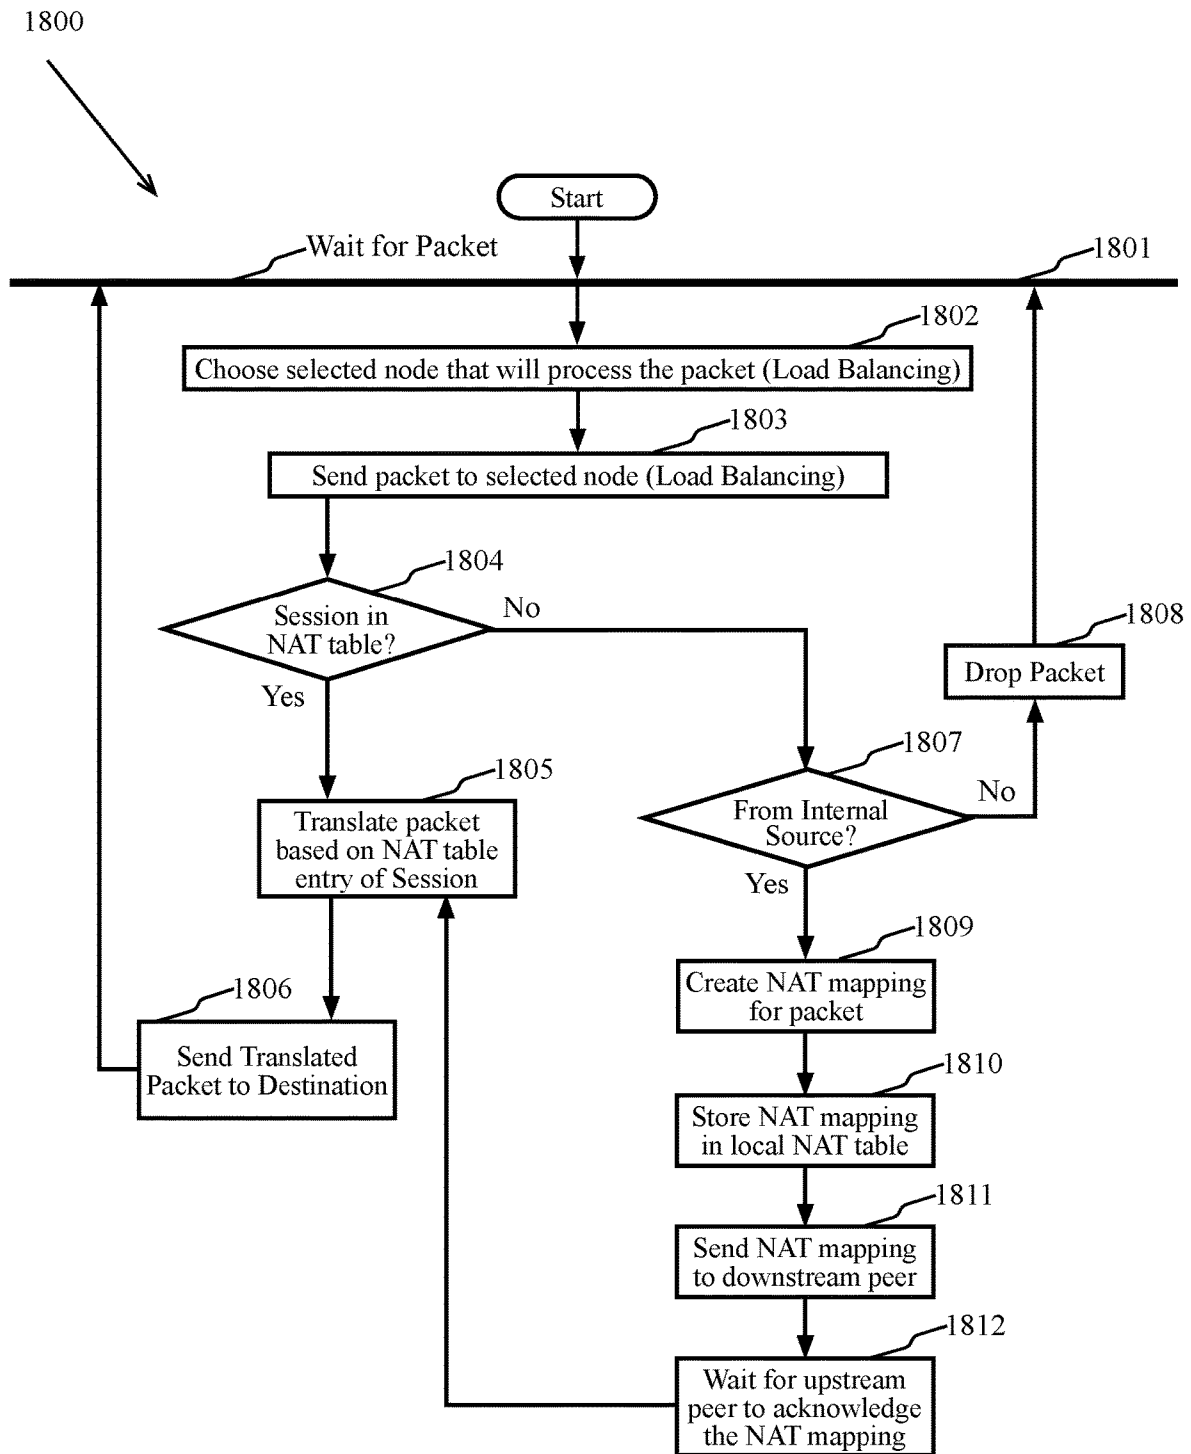 1800
Start
Wait for Packet
1801
1802
Choose selected node that will process the packet (Load Balancing)
1803
Send packet to selected node (Load Balancing)
1804
Session in
NAT table?
No
Yes
1808
Drop Packet
1807
From Internal
Source?
No
Yes
1805
Translate packet
based on NAT table
entry of Session
1806
Send Translated
Packet to Destination
1809
Create NAT mapping
for packet
1810
Store NAT mapping
in local NAT table
1811
Send NAT mapping
to downstream peer
1812
Wait for upstream
peer to acknowledge
the NAT mapping